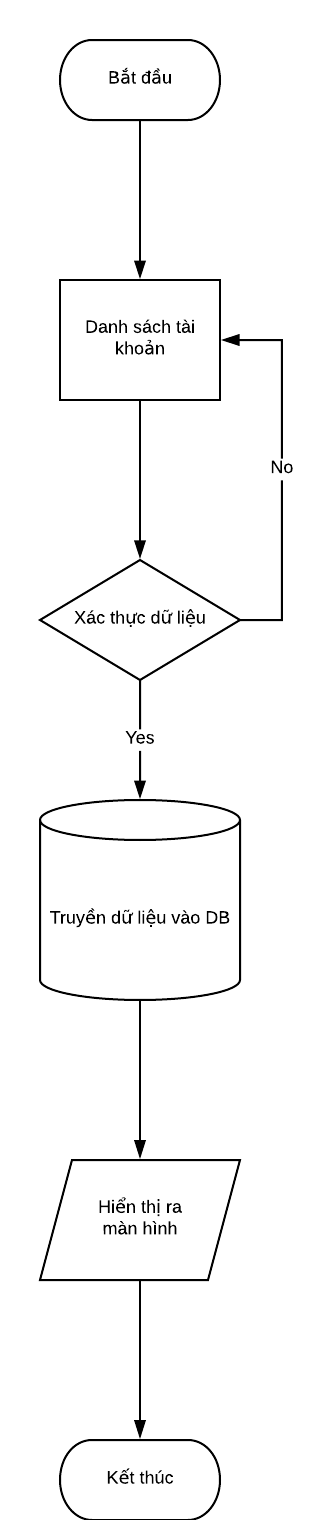 Bắt đầu
Danh sách tài
khoản
No
Xác thực dữ liệu
Yes
Truyền dữ liệu vào DB
Hiển thị ra
màn hình
Kết thúc